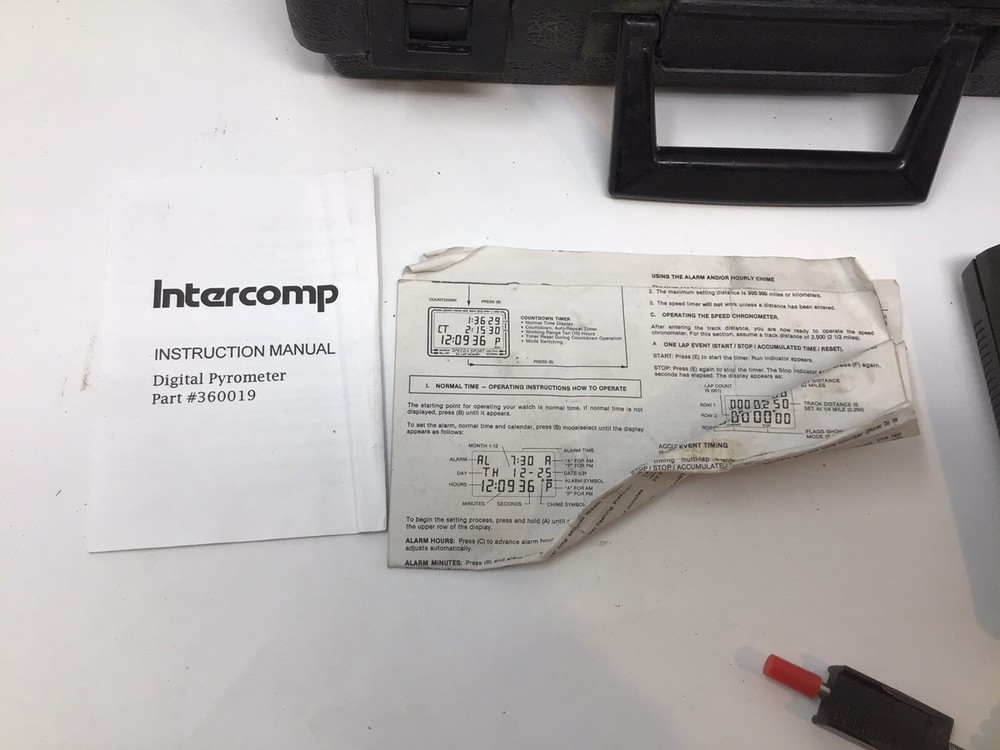 Intercomp
INSTRUCTION MANUAL
Digital Pyrometer
Part #360019
COUNTDOWN
PRESS (B)
1:36 29
CT 2:15 30
12:09 36 P
COUNTDOWN TIMER
• Normal Time Display
• Countdown, Auto-Repeat Timer
• Working Range Ten (10) Hours
• Timer Reset During Countdown Operation
• Mode Switching.
PRESS (B)
I. NORMAL TIME — OPERATING INSTRUCTIONS HOW TO OPERATE
The starting point for operating your watch is normal time. If normal time is not
displayed, press (B) until it appears.
To set the alarm, normal time and calendar, press (B) mode/select until the display
appears as follows:
MONTH 1-12
ALARM TIME
ALARM
AL 7:30 A
"A" FOR AM
"P" FOR PM
DAY
TH 12-25
DATE 1-31
ALARM SYMBOL
HOURS
12:09 36 P
"A" FOR AM
"P" FOR PM
MINUTES
SECONDS
CHIME SYMBOL
To begin the setting process, press and hold (A) until
the upper row of the display.
ALARM HOURS: Press (C) to advance alarm hour
adjusts automatically.
ALARM MINUTES: Press (B) and
USING THE ALARM AND/OR HOURLY CHIME
2. The maximum setting distance is 999.999 miles or kilometers.
3. The speed timer will not work unless a distance has been entered.
C. OPERATING THE SPEED CHRONOMETER.
After entering the track distance, you are now ready to operate the speed
chronometer. For this section, assume a track distance of 2.500 (2 1/2 miles).
A ONE LAP EVENT (START / STOP / ACCUMULATED TIME / RESET).
START: Press (E) to start the timer. Run indicator appears.
STOP: Press (E) again to stop the timer. The Stop Indicator
(F) again,
seconds has elapsed. The display appears as:
LAP COUNT
IS (001)
DISTANCE
IN MILES
ROW 1
TRACK DISTANCE IS
SET AT 1/4 MILE (0.250)
ROW 2
FLAGS
MODE
EVENT TIMING
timing multi-lap
STOP / STOP / ACCUMULATED